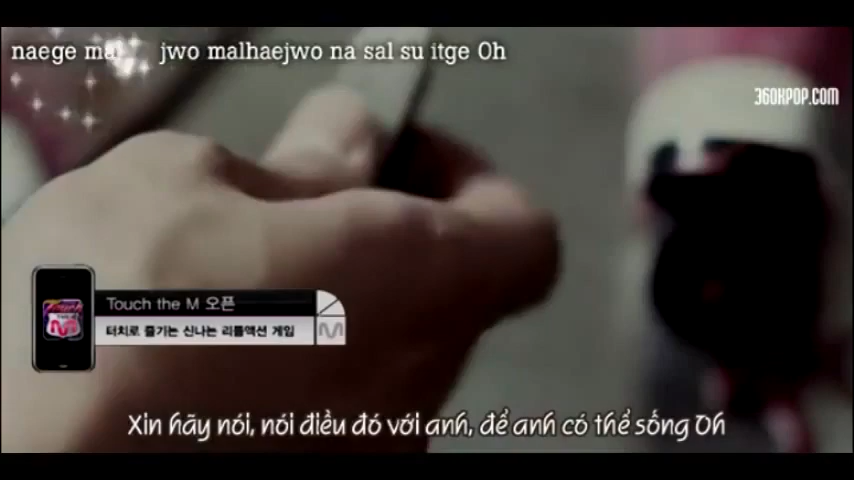 naege mal jwo malhaejwo na sal su itge Oh
360KPOP.COM
Touch the M 오픈
터치로 즐기는 신나는 리듬액션 게임
Xin hãy nói, nói điều đó với anh, để anh có thể sống Oh